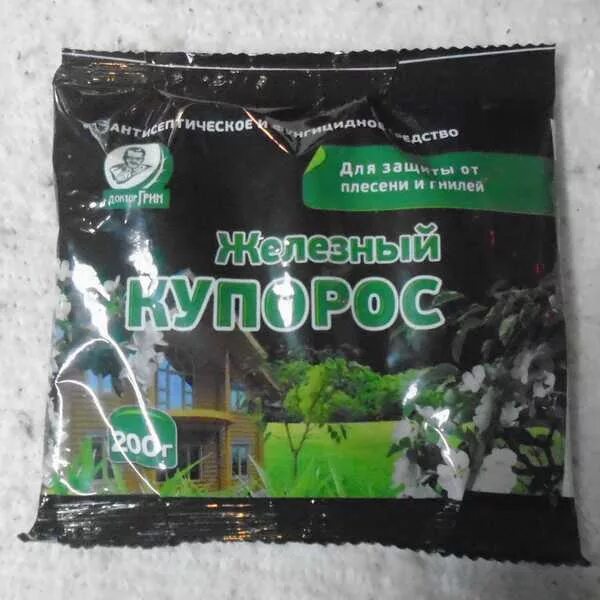 АНТИСЕПТИЧЕСКОЕ И ФУНГИЦИДНОЕ СРЕДСТВО
ДОКТОР ГРИН
Для защиты от
плесени и гнилей
Железный
КУПОРОС
200г